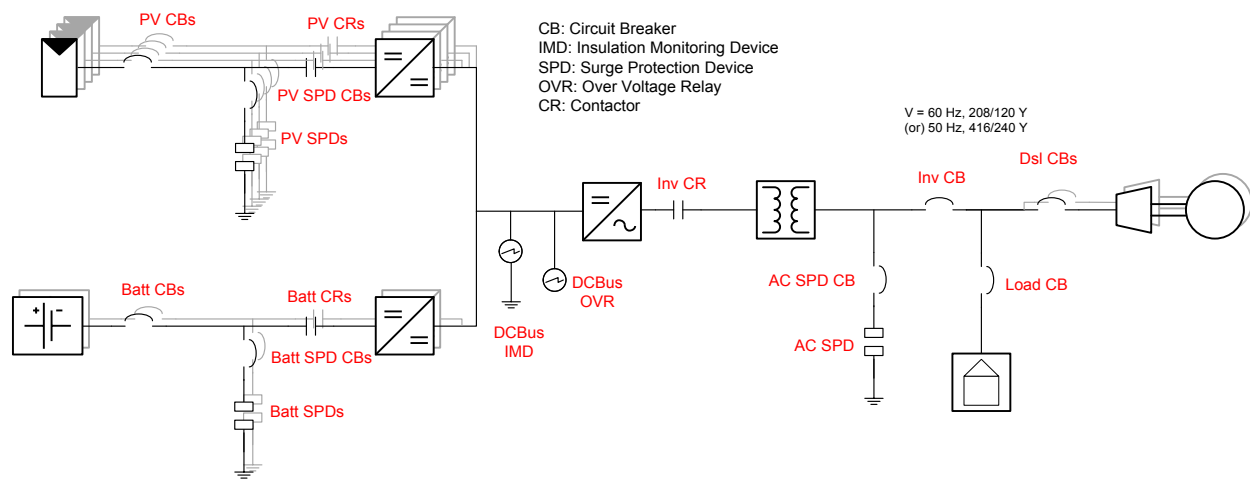 PV CBs
PV CRs
CB: Circuit Breaker
IMD: Insulation Monitoring Device
SPD: Surge Protection Device
OVR: Over Voltage Relay
CR: Contactor
PV SPD CBs
PV SPDs
V = 60 Hz, 208/120 Y
(or) 50 Hz, 416/240 Y
Dsl CBs
Inv CR
Inv CB
Batt CBs
Batt CRs
DCBus
OVR
AC SPD CB
Load CB
DCBus
IMD
AC SPD
Batt SPD CBs
Batt SPDs